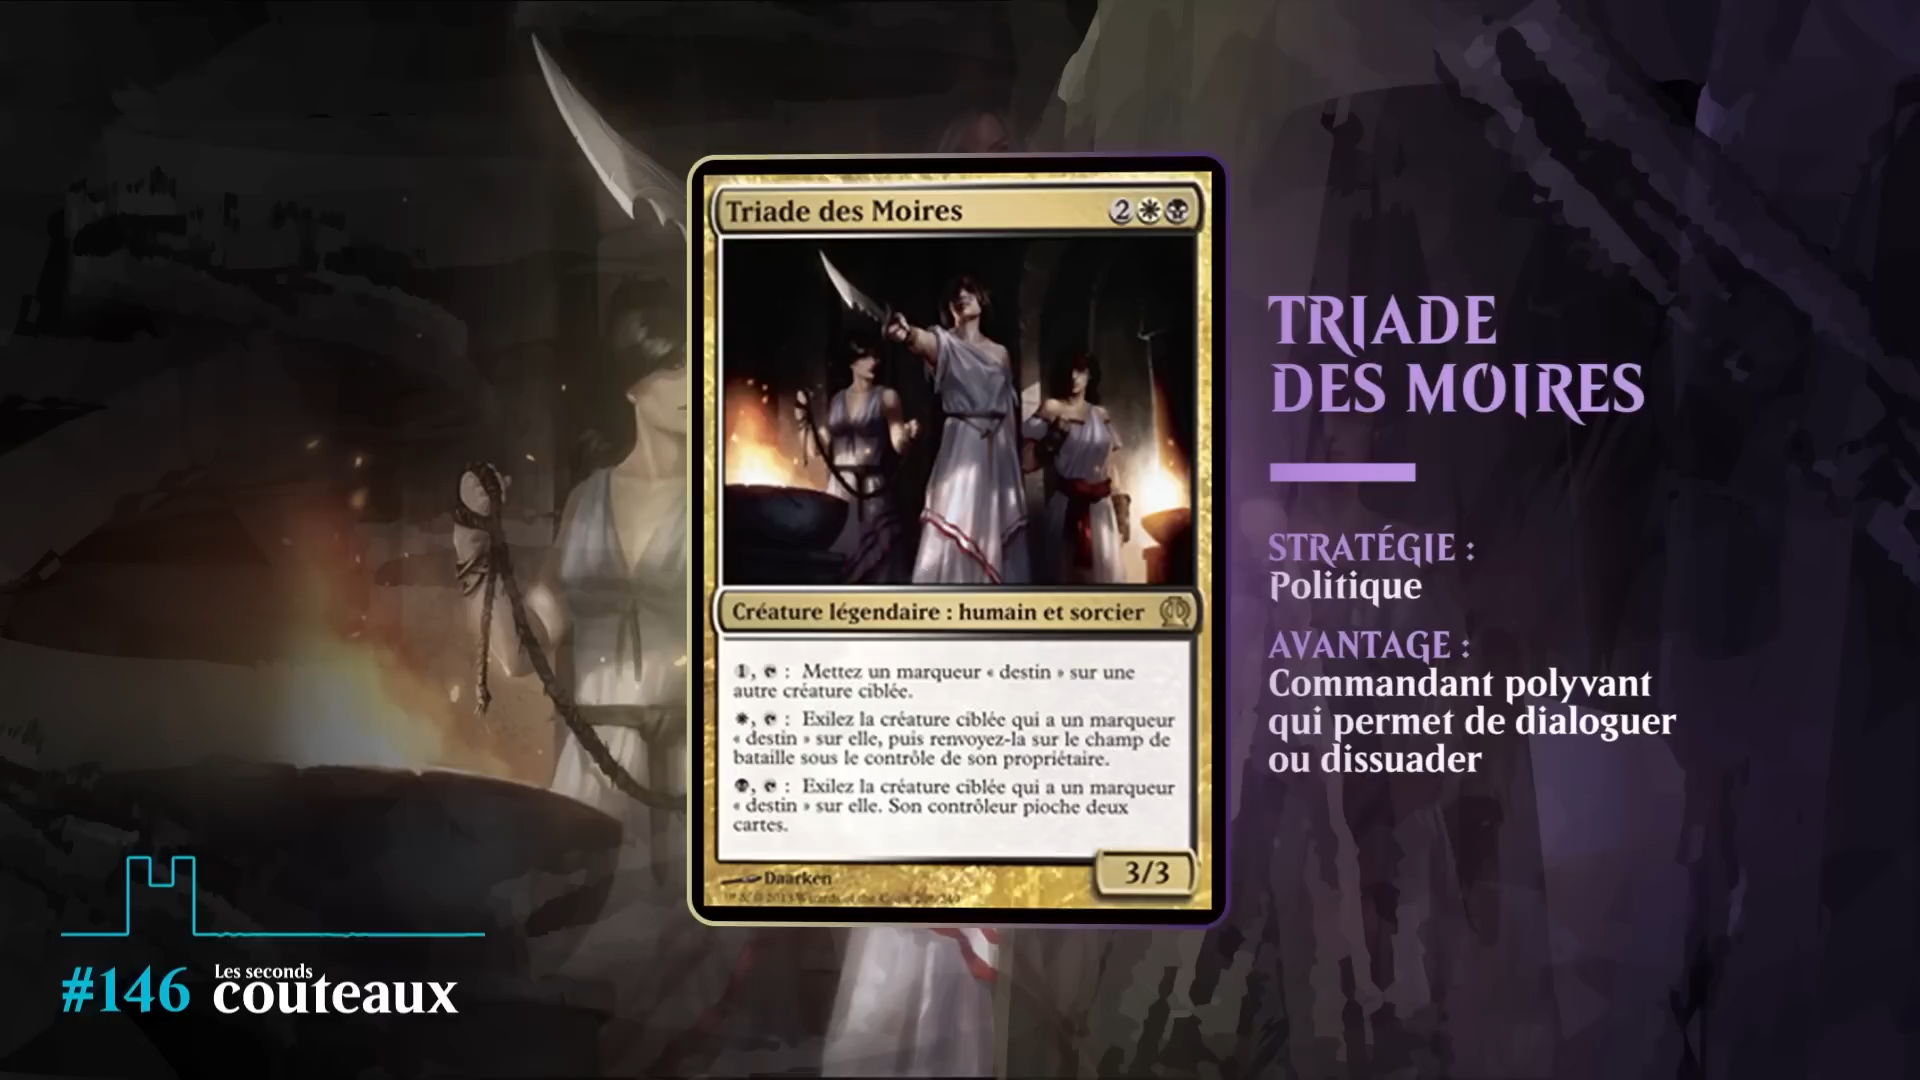 Triade des Moires 2
Créature légendaire : humain et sorcier
1, : Mettez un marqueur « destin » sur une
autre créature ciblée.
, : Exilez la créature ciblée qui a un marqueur
« destin » sur elle, puis renvoyez-la sur le champ de
bataille sous le contrôle de son propriétaire.
, : Exilez la créature ciblée qui a un marqueur
« destin » sur elle. Son contrôleur pioche deux
cartes.
3/3
Daarken
TRIADE
DES MOIRES
STRATÉGIE :
Politique
AVANTAGE :
Commandant polyvant
qui permet de dialoguer
ou dissuader
#146 Les seconds
couteaux